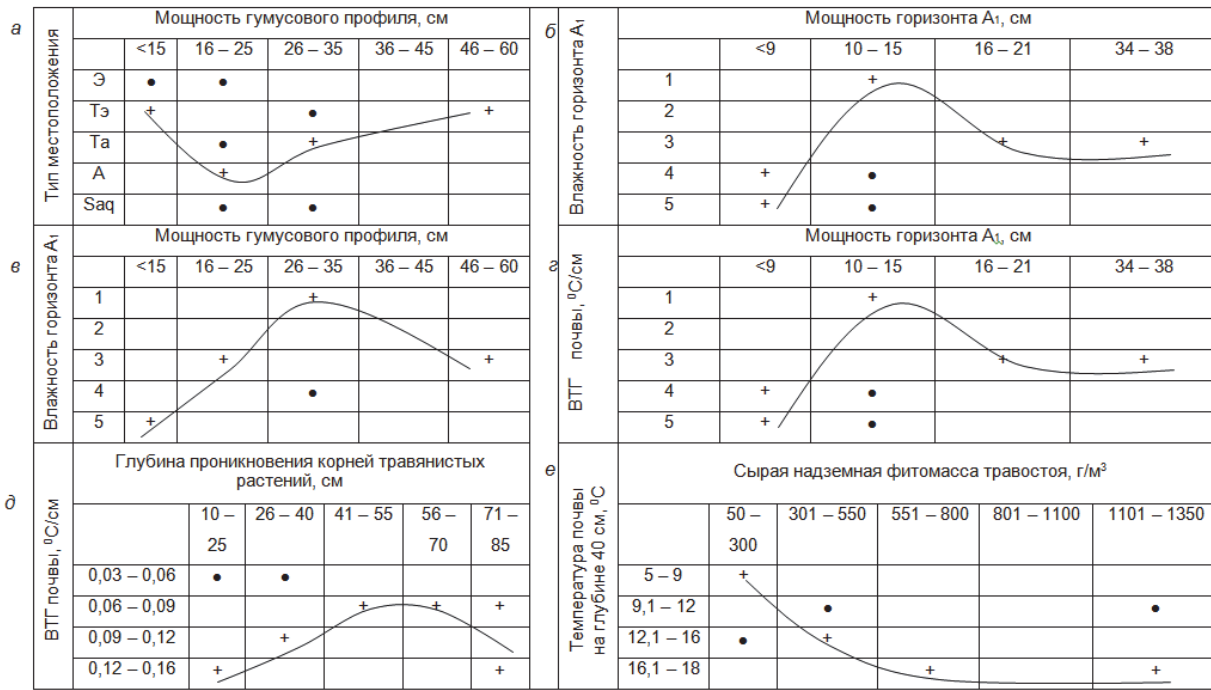 а
Мощность гумусового профиля, см
Тип местоположения
<15 16 – 25 26 – 35 36 – 45 46 – 60
Э ● ●
Тэ + ● +
Та ● +
А +
Saq ● ●
б
Мощность горизонта А₁, см
Влажность горизонта А₁
<9 10 – 15 16 – 21 34 – 38
1 +
2
3 + +
4 + ●
5 + ●
в
Мощность гумусового профиля, см
Влажность горизонта А₁
<15 16 – 25 26 – 35 36 – 45 46 – 60
1 +
2
3 + +
4 ●
5 +
г
Мощность горизонта А₁, см
ВТГ почвы, ⁰С/см
<9 10 – 15 16 – 21 34 – 38
1 +
2
3 + +
4 + ●
5 + ●
д
Глубина проникновения корней травянистых
растений, см
ВТГ почвы, ⁰С/см
10 – 26 – 40 41 – 55 56 – 71 –
25 70 85
0,03 – 0,06 ● ●
0,06 – 0,09 + + +
0,09 – 0,12 +
0,12 – 0,16 + +
е
Сырая надземная фитомасса травостоя, г/м³
Температура почвы
на глубине 40 см, ⁰С
50 – 301 – 550 551 – 800 801 – 1100 1101 – 1350
300
5 – 9 +
9,1 – 12 ● ●
12,1 – 16 ● +
16,1 – 18 + +